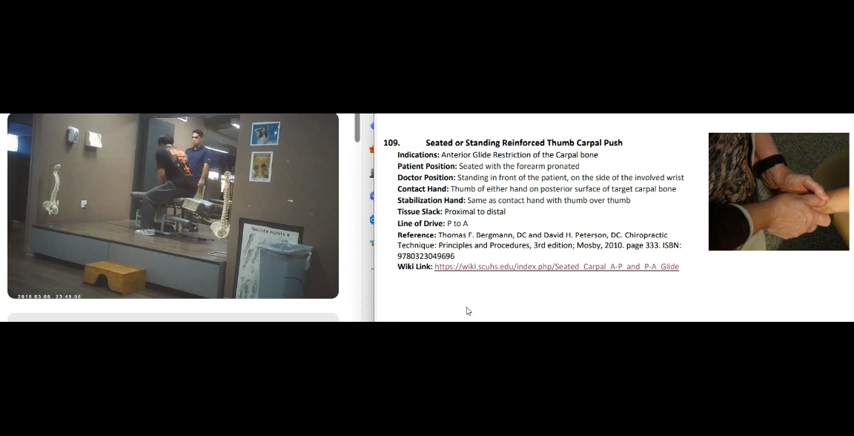 109. Seated or Standing Reinforced Thumb Carpal Push
Indications: Anterior Glide Restriction of the Carpal bone
Patient Position: Seated with the forearm pronated
Doctor Position: Standing in front of the patient, on the side of the involved wrist
Contact Hand: Thumb of either hand on posterior surface of target carpal bone
Stabilization Hand: Same as contact hand with thumb over thumb
Tissue Slack: Proximal to distal
Line of Drive: P to A
Reference: Thomas F. Bergmann, DC and David H. Peterson, DC. Chiropractic
Technique: Principles and Procedures, 3rd edition; Mosby, 2010. page 333. ISBN:
9780323049696
Wiki Link: https://wiki.scuhs.edu/index.php/Seated_Carpal_A-P_and_P-A_Glide
TRIGGER POINTS